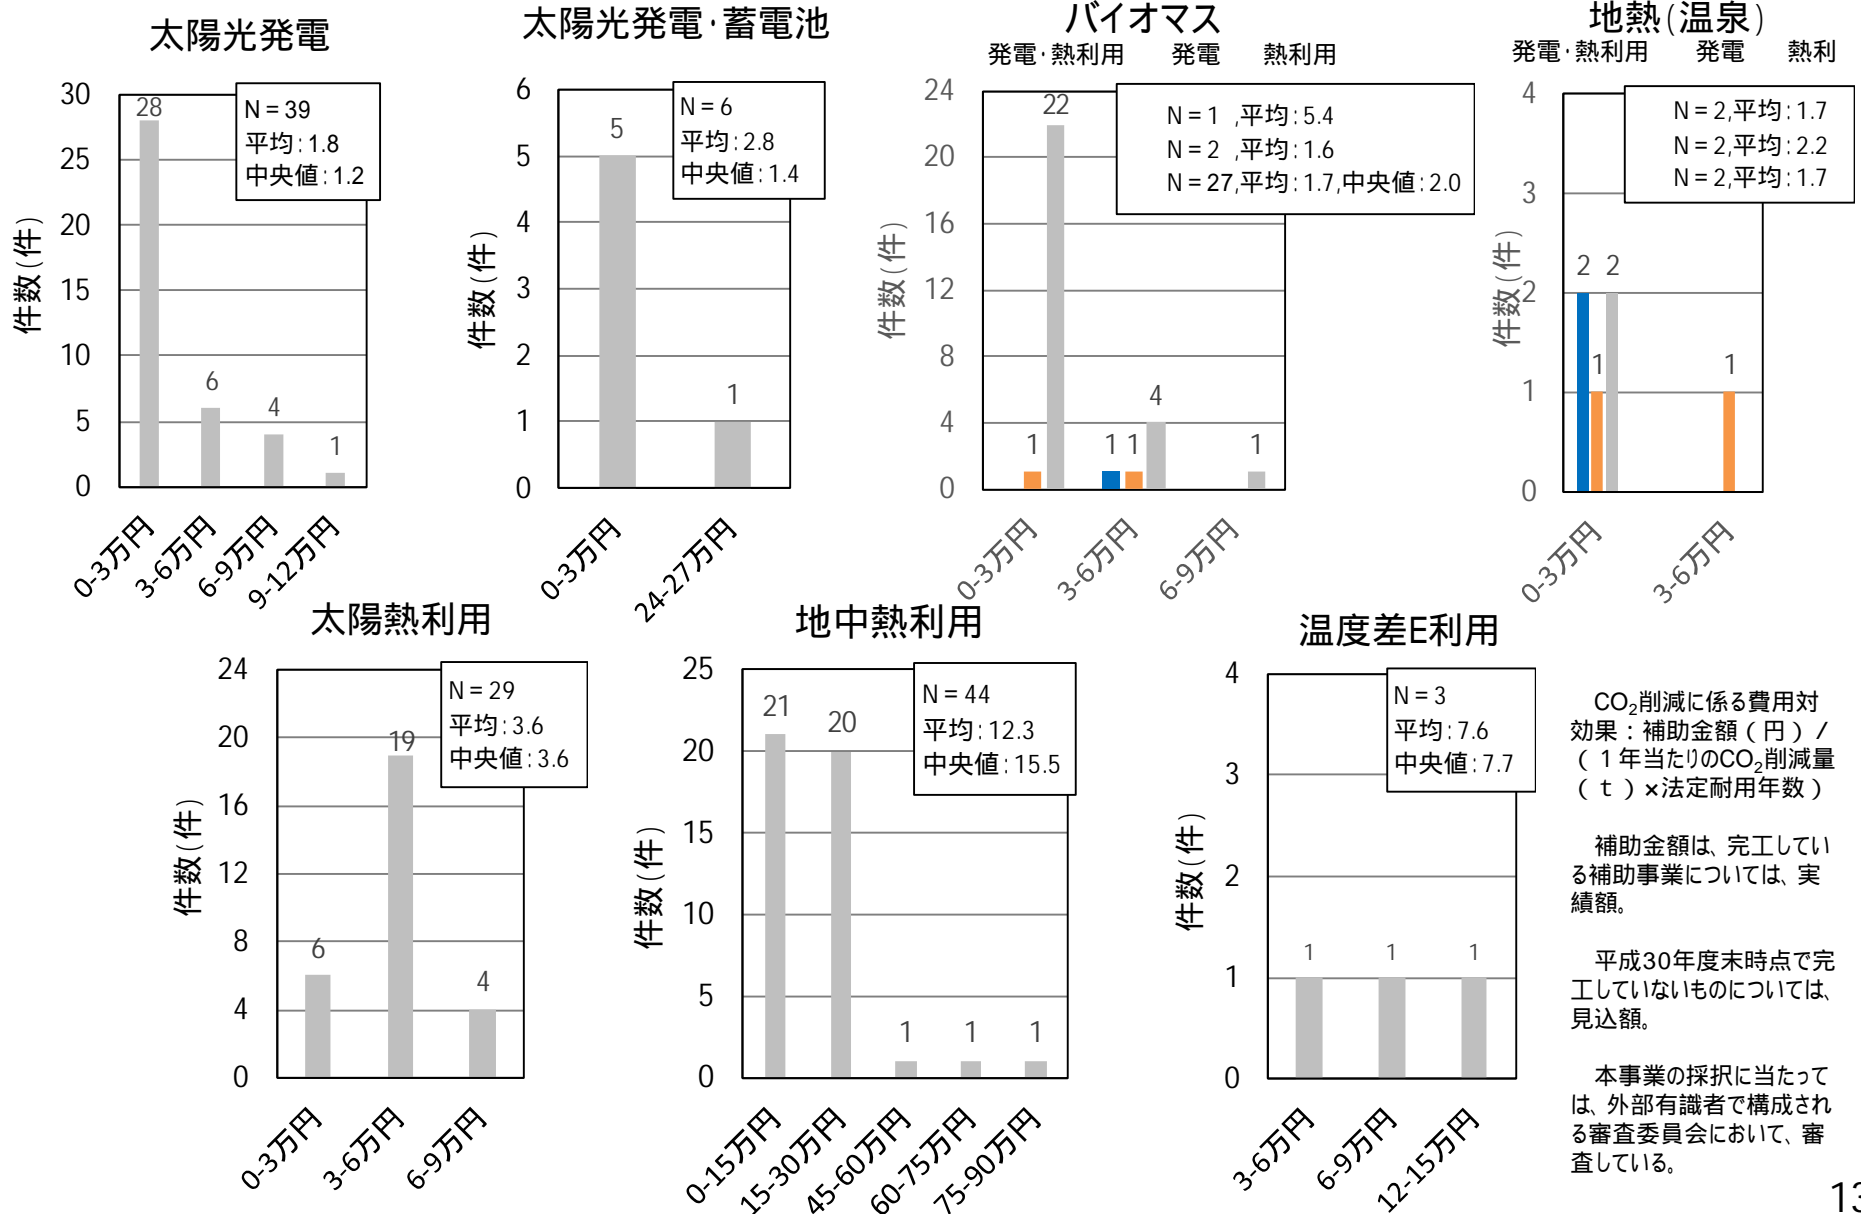 太陽光発電
30
25
20
15
10
5
0
件数(件)
28
6
4
1
N = 39
平均:1.8
中央値:1.2
0-3万円
3-6万円
6-9万円
9-12万円
太陽光発電・蓄電池
6
5
4
3
2
1
0
件数(件)
5
1
N = 6
平均:2.8
中央値:1.4
0-3万円
24-27万円
バイオマス
発電・熱利用 発電 熱利用
24
20
16
12
8
4
0
件数(件)
1
22
1
1
4
1
N = 1 ,平均:5.4
N = 2 ,平均:1.6
N = 27,平均:1.7,中央値:2.0
0-3万円
3-6万円
6-9万円
地熱(温泉)
発電・熱利用 発電 熱利
4
3
2
1
0
件数(件)
2
1
2
1
N = 2,平均:1.7
N = 2,平均:2.2
N = 2,平均:1.7
0-3万円
3-6万円
太陽熱利用
24
20
16
12
8
4
0
件数(件)
6
19
4
N = 29
平均:3.6
中央値:3.6
0-3万円
3-6万円
6-9万円
地中熱利用
25
20
15
10
5
0
件数(件)
21
20
1
1
1
N = 44
平均:12.3
中央値:15.5
0-15万円
15-30万円
45-60万円
60-75万円
75-90万円
温度差E利用
4
3
2
1
0
件数(件)
1
1
1
N = 3
平均:7.6
中央値:7.7
3-6万円
6-9万円
12-15万円
CO₂削減に係る費用対
効果：補助金額（円）/
（１年当たりのCO₂削減量
（ｔ）×法定耐用年数）
補助金額は、完工してい
る補助事業については、実
績額。
平成30年度末時点で完
工していないものについては、
見込額。
本事業の採択に当たって
は、外部有識者で構成され
る審査委員会において、審
査している。
13